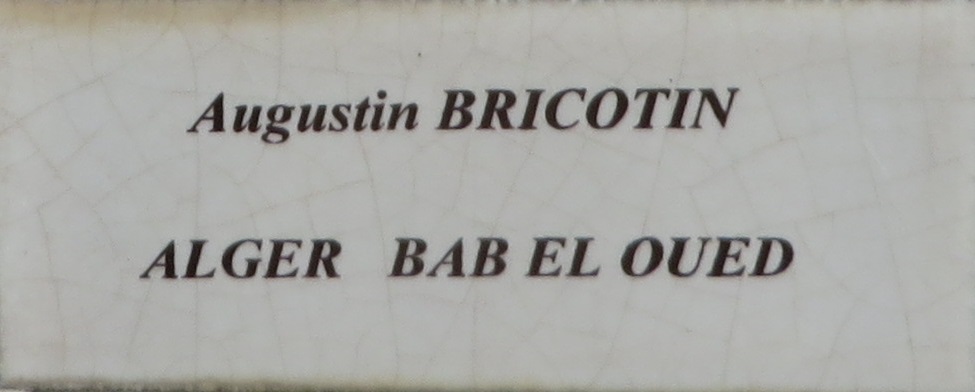 Augustin BRICOTIN
ALGER BAB EL OUED